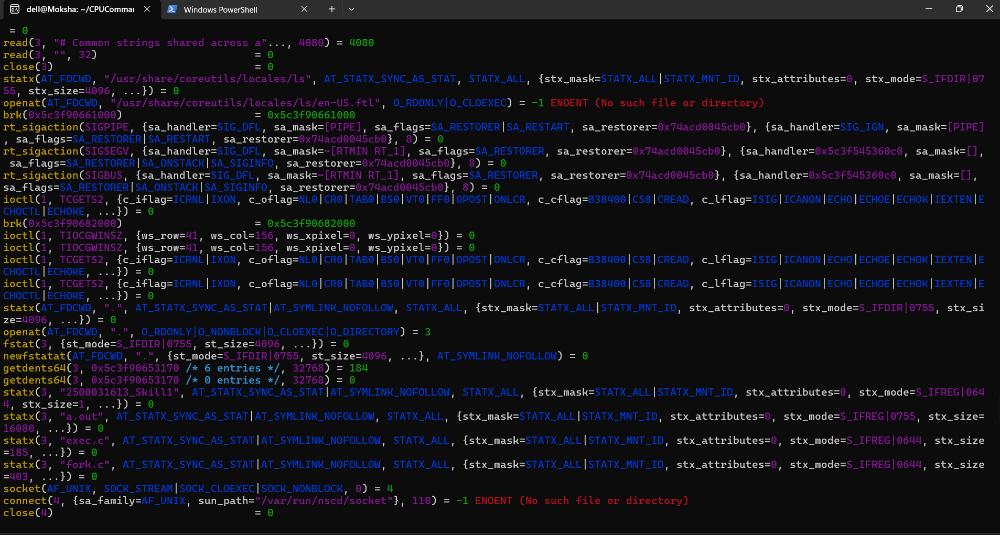 dell@Moksha: ~/CPUCommar
Windows PowerShell
 = 0
read(3, "# Common strings shared across a"..., 4080) = 4080
read(3, "", 32)                         = 0
close(3)                                = 0
statx(AT_FDCWD, "/usr/share/coreutils/locales/ls", AT_STATX_SYNC_AS_STAT, STATX_ALL, {stx_mask=STATX_ALL|STATX_MNT_ID, stx_attributes=0, stx_mode=S_IFDIR|07
55, stx_size=4096, ...}) = 0
openat(AT_FDCWD, "/usr/share/coreutils/locales/ls/en-US.ftl", O_RDONLY|O_CLOEXEC) = -1 ENOENT (No such file or directory)
brk(0x5c3f90661000)                     = 0x5c3f90661000
rt_sigaction(SIGPIPE, {sa_handler=SIG_DFL, sa_mask=[PIPE], sa_flags=SA_RESTORER|SA_RESTART, sa_restorer=0x74acd0045cb0}, {sa_handler=SIG_IGN, sa_mask=[PIPE]
, sa_flags=SA_RESTORER|SA_RESTART, sa_restorer=0x74acd0045cb0}, 8) = 0
rt_sigaction(SIGSEGV, {sa_handler=SIG_DFL, sa_mask=~[RTMIN RT_1], sa_flags=SA_RESTORER, sa_restorer=0x74acd0045cb0}, {sa_handler=0x5c3f545360c0, sa_mask=[],
 sa_flags=SA_RESTORER|SA_ONSTACK|SA_SIGINFO, sa_restorer=0x74acd0045cb0}, 8) = 0
rt_sigaction(SIGBUS, {sa_handler=SIG_DFL, sa_mask=~[RTMIN RT_1], sa_flags=SA_RESTORER, sa_restorer=0x74acd0045cb0}, {sa_handler=0x5c3f545360c0, sa_mask=[],
sa_flags=SA_RESTORER|SA_ONSTACK|SA_SIGINFO, sa_restorer=0x74acd0045cb0}, 8) = 0
ioctl(1, TCGETS2, {c_iflag=ICRNL|IXON, c_oflag=NL0|CR0|TAB0|BS0|VT0|FF0|OPOST|ONLCR, c_cflag=B38400|CS8|CREAD, c_lflag=ISIG|ICANON|ECHO|ECHOE|ECHOK|IEXTEN|E
CHOCTL|ECHOKE, ...}) = 0
brk(0x5c3f90682000)                     = 0x5c3f90682000
ioctl(1, TIOCGWINSZ, {ws_row=41, ws_col=156, ws_xpixel=0, ws_ypixel=0}) = 0
ioctl(1, TIOCGWINSZ, {ws_row=41, ws_col=156, ws_xpixel=0, ws_ypixel=0}) = 0
ioctl(1, TCGETS2, {c_iflag=ICRNL|IXON, c_oflag=NL0|CR0|TAB0|BS0|VT0|FF0|OPOST|ONLCR, c_cflag=B38400|CS8|CREAD, c_lflag=ISIG|ICANON|ECHO|ECHOE|ECHOK|IEXTEN|E
CHOCTL|ECHOKE, ...}) = 0
ioctl(1, TCGETS2, {c_iflag=ICRNL|IXON, c_oflag=NL0|CR0|TAB0|BS0|VT0|FF0|OPOST|ONLCR, c_cflag=B38400|CS8|CREAD, c_lflag=ISIG|ICANON|ECHO|ECHOE|ECHOK|IEXTEN|E
CHOCTL|ECHOKE, ...}) = 0
statx(AT_FDCWD, ".", AT_STATX_SYNC_AS_STAT|AT_SYMLINK_NOFOLLOW, STATX_ALL, {stx_mask=STATX_ALL|STATX_MNT_ID, stx_attributes=0, stx_mode=S_IFDIR|0755, stx_si
ze=4096, ...}) = 0
openat(AT_FDCWD, ".", O_RDONLY|O_NONBLOCK|O_CLOEXEC|O_DIRECTORY) = 3
fstat(3, {st_mode=S_IFDIR|0755, st_size=4096, ...}) = 0
newfstatat(AT_FDCWD, ".", {st_mode=S_IFDIR|0755, st_size=4096, ...}, AT_SYMLINK_NOFOLLOW) = 0
getdents64(3, 0x5c3f90653170 /* 6 entries */, 32768) = 184
getdents64(3, 0x5c3f90653170 /* 0 entries */, 32768) = 0
statx(3, "2500031613_Skill1", AT_STATX_SYNC_AS_STAT|AT_SYMLINK_NOFOLLOW, STATX_ALL, {stx_mask=STATX_ALL|STATX_MNT_ID, stx_attributes=0, stx_mode=S_IFREG|064
4, stx_size=1, ...}) = 0
statx(3, "a.out", AT_STATX_SYNC_AS_STAT|AT_SYMLINK_NOFOLLOW, STATX_ALL, {stx_mask=STATX_ALL|STATX_MNT_ID, stx_attributes=0, stx_mode=S_IFREG|0755, stx_size=
16080, ...}) = 0
statx(3, "exec.c", AT_STATX_SYNC_AS_STAT|AT_SYMLINK_NOFOLLOW, STATX_ALL, {stx_mask=STATX_ALL|STATX_MNT_ID, stx_attributes=0, stx_mode=S_IFREG|0644, stx_size
=185, ...}) = 0
statx(3, "fork.c", AT_STATX_SYNC_AS_STAT|AT_SYMLINK_NOFOLLOW, STATX_ALL, {stx_mask=STATX_ALL|STATX_MNT_ID, stx_attributes=0, stx_mode=S_IFREG|0644, stx_size
=403, ...}) = 0
socket(AF_UNIX, SOCK_STREAM|SOCK_CLOEXEC|SOCK_NONBLOCK, 0) = 4
connect(4, {sa_family=AF_UNIX, sun_path="/var/run/nscd/socket"}, 110) = -1 ENOENT (No such file or directory)
close(4)                                = 0